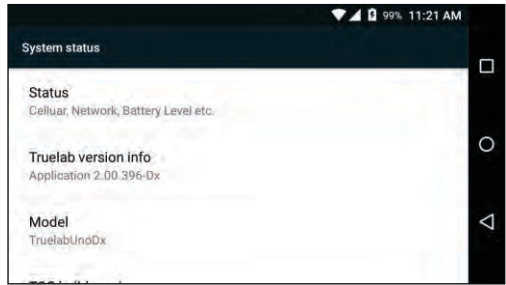 99% 11:21 AM
System status
Status
Celluar, Network, Battery Level etc.
Truelab version info
Application 2.00.396-Dx
Model
TruelabUnoDx